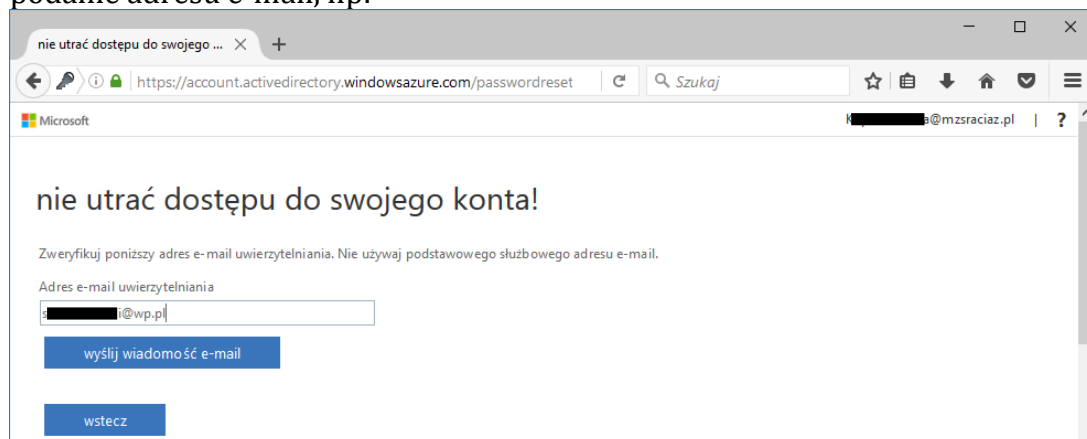 podanie adresu e-mail, np.
nie utrać dostępu do swojego ...
https://account.activedirectory.windowsazure.com/passwordreset
Szukaj
Microsoft
K a@mzsraciaz.pl | ?
nie utrać dostępu do swojego konta!
Zweryfikuj poniższy adres e-mail uwierzytelniania. Nie używaj podstawowego służbowego adresu e-mail.
Adres e-mail uwierzytelniania
s i@wp.pl
wyślij wiadomość e-mail
wstecz